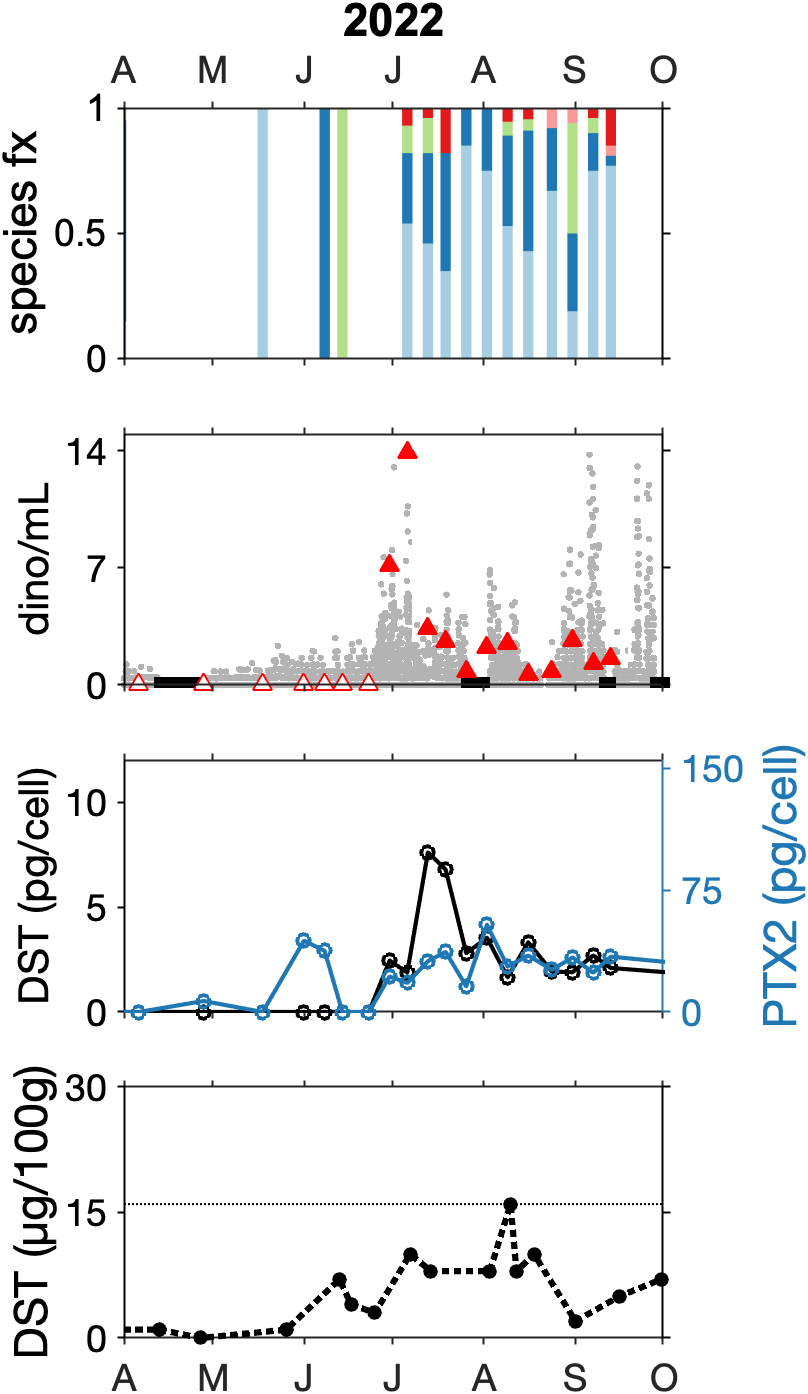 2022
A M J J A S O
species fx
1
0.5
0
dino/mL
14
7
0
DST (pg/cell)
10
5
0
150
75
0
PTX2 (pg/cell)
DST (µg/100g)
30
15
0
A M J J A S O